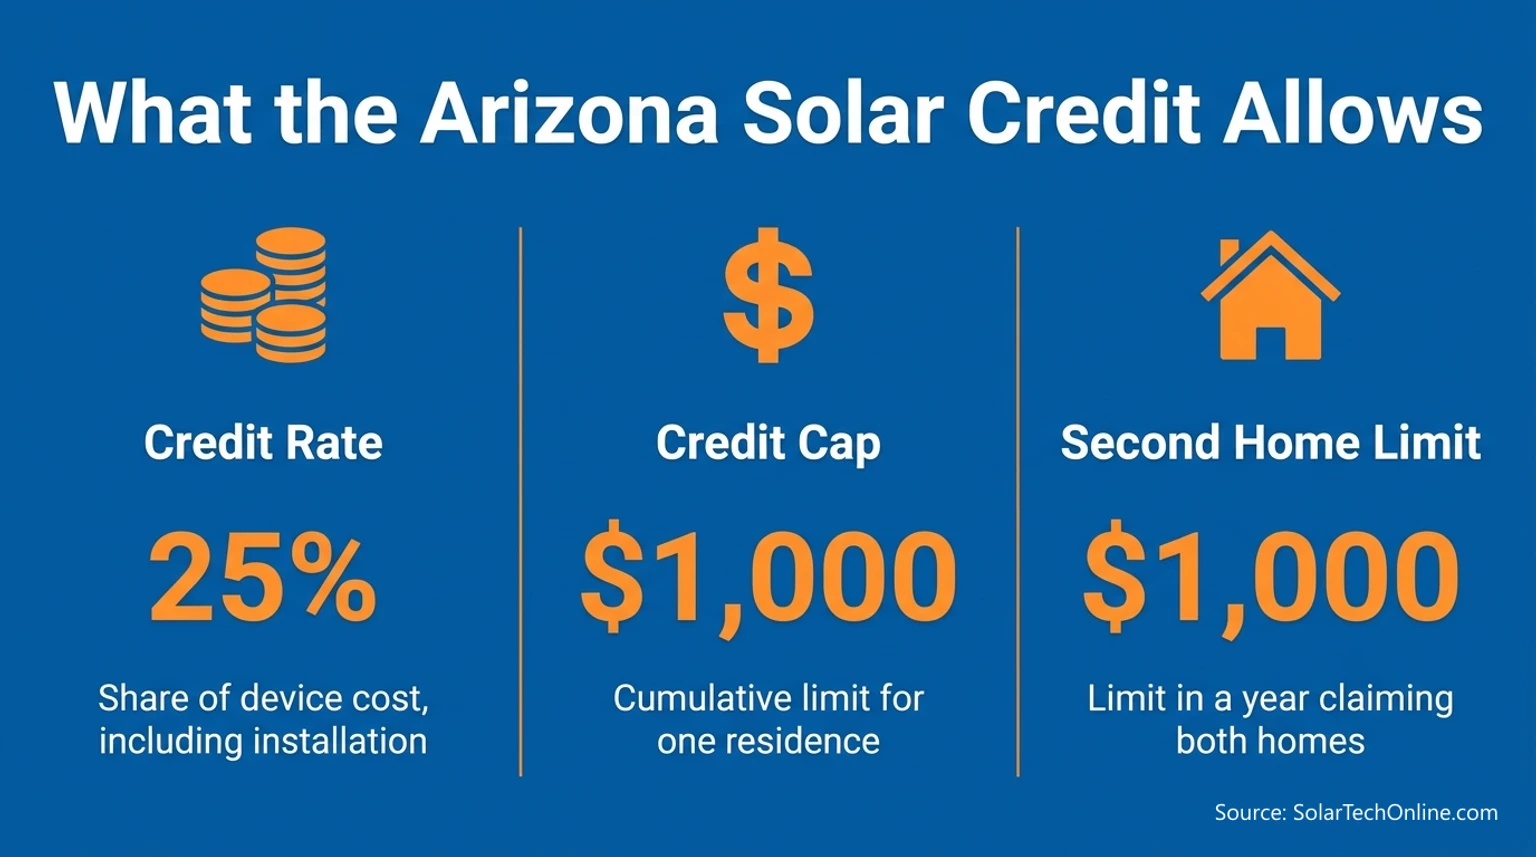 What the Arizona Solar Credit Allows
$
Credit Rate
25%
Share of device cost,
including installation
Credit Cap
$1,000
Cumulative limit for
one residence
Second Home Limit
$1,000
Limit in a year claiming
both homes
Source: SolarTechOnline.com